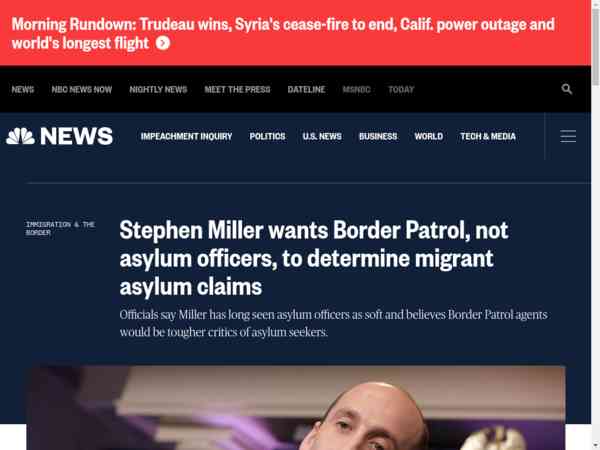 Morning Rundown: Trudeau wins, Syria's cease-fire to end, Calif. power outage and
world's longest flight
NEWS NBC NEWS NOW NIGHTLY NEWS MEET THE PRESS DATELINE MSNBC TODAY
NEWS IMPEACHMENT INQUIRY POLITICS U.S. NEWS BUSINESS WORLD TECH & MEDIA
IMMIGRATION & THE
BORDER
Stephen Miller wants Border Patrol, not
asylum officers, to determine migrant
asylum claims
Officials say Miller has long seen asylum officers as soft and believes Border Patrol agents
would be tougher critics of asylum seekers.